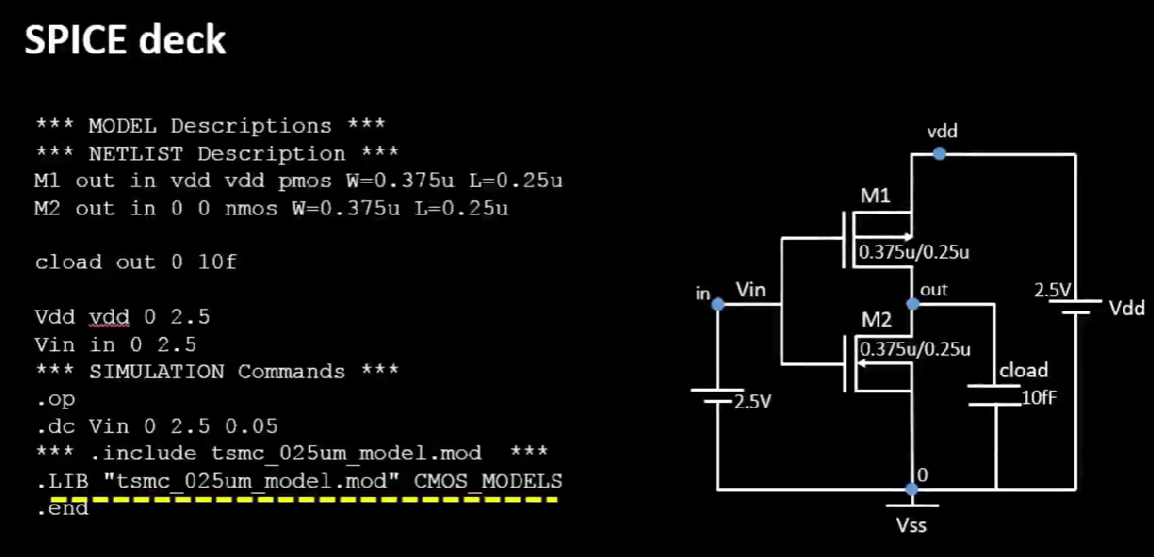 SPICE deck
*** MODEL Descriptions ***
*** NETLIST Description ***
M1 out in vdd vdd pmos W=0.375u L=0.25u
M2 out in 0 0 nmos W=0.375u L=0.25u
cload out 0 10f
Vdd vdd 0 2.5
Vin in 0 2.5
*** SIMULATION Commands ***
.op
.dc Vin 0 2.5 0.05
*** .include tsmc_025um_model.mod ***
.LIB "tsmc_025um_model.mod" CMOS_MODELS
.end
vdd
M1
0.375u/0.25u
in
Vin
out
2.5V
Vdd
M2
0.375u/0.25u
cload
10fF
2.5V
0
Vss